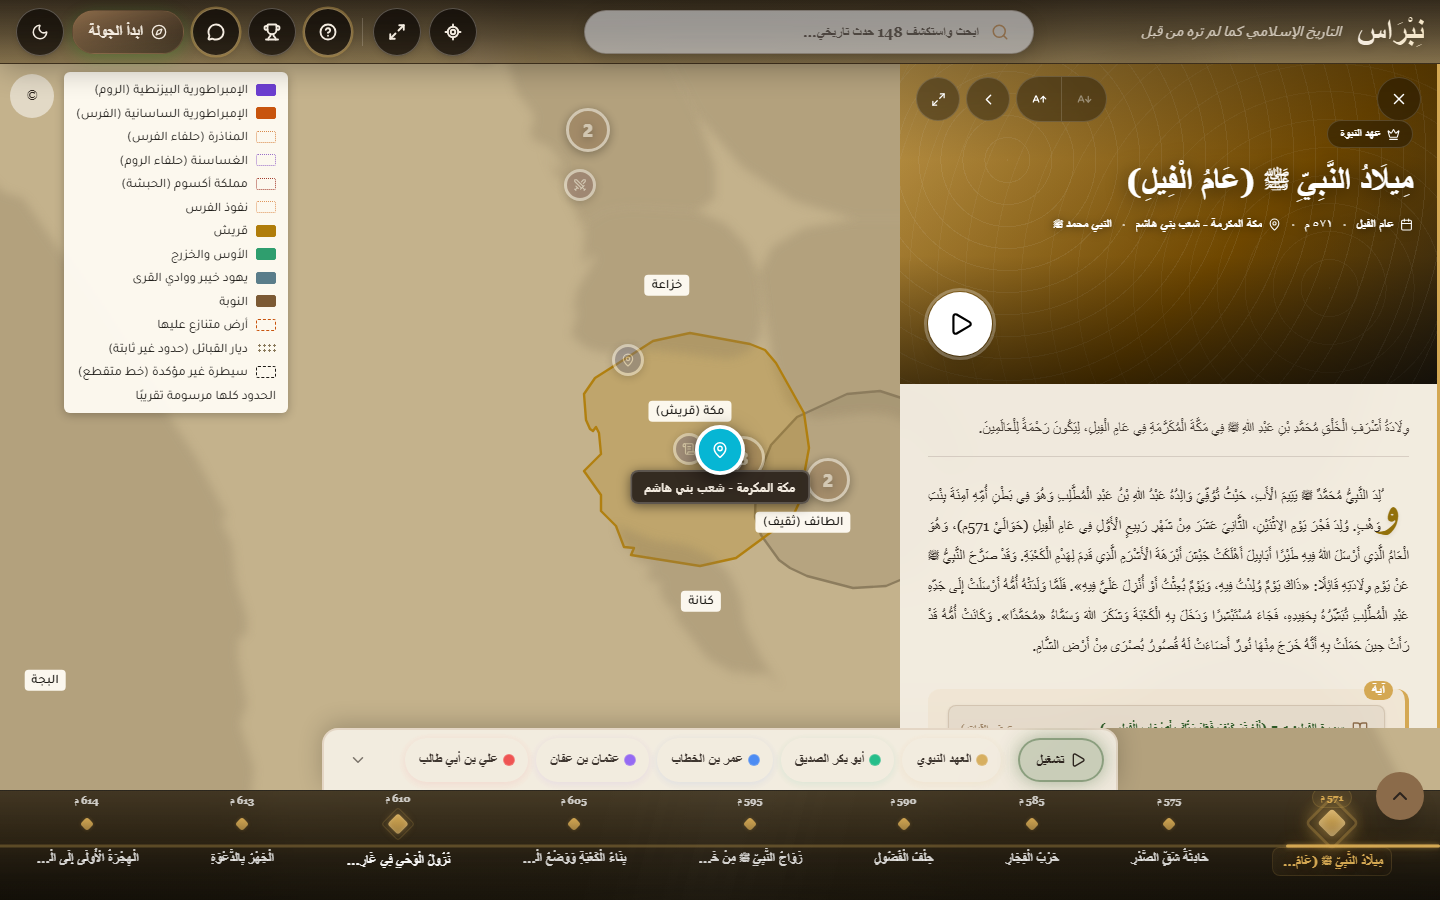 نِبْرَاس
التاريخ الإسلامي كما لم تره من قبل
ابحث واستكشف 148 حدث تاريخي...
ابدأ الجولة
A↑
A↓
عهد النبوة
مِيلَادُ النَّبِيِّ ﷺ (عَامُ الْفِيلِ)
عام الفيل · ٥٧١ م · مكة المكرمة - شعب بني هاشم · النبي محمد ﷺ
وِلَادَةُ أَشْرَفِ الْخَلْقِ مُحَمَّدِ بْنِ عَبْدِ اللهِ ﷺ فِي مَكَّةَ الْمُكَرَّمَةِ فِي عَامِ الْفِيلِ، لِيَكُونَ رَحْمَةً لِلْعَالَمِينَ.
وُلِدَ النَّبِيُّ مُحَمَّدٌ ﷺ يَتِيمَ الْأَبِ، حَيْثُ تُوُفِّيَ وَالِدُهُ عَبْدُ اللهِ بْنُ عَبْدِ الْمُطَّلِبِ وَهُوَ فِي بَطْنِ أُمِّهِ آمِنَةَ بِنْتِ
وَهْبٍ. وُلِدَ فَجْرَ يَوْمِ الِاثْنَيْنِ، الثَّانِيَ عَشَرَ مِنْ شَهْرِ رَبِيعٍ الْأَوَّلِ فِي عَامِ الْفِيلِ (حَوَالَيْ 571م)، وَهُوَ
الْعَامُ الَّذِي أَرْسَلَ اللهُ فِيهِ طَيْرًا أَبَابِيلَ أَهْلَكَتْ جَيْشَ أَبْرَهَةَ الْأَشْرَمِ الَّذِي قَدِمَ لِهَدْمِ الْكَعْبَةِ. وَقَدْ صَرَّحَ النَّبِيُّ ﷺ
عَنْ يَوْمِ وِلَادَتِهِ قَائِلًا: «ذَاكَ يَوْمٌ وُلِدْتُ فِيهِ، وَيَوْمٌ بُعِثْتُ أَوْ أُنْزِلَ عَلَيَّ فِيهِ». فَلَمَّا وَلَدَتْهُ أُمُّهُ أَرْسَلَتْ إِلَى جَدِّهِ
عَبْدِ الْمُطَّلِبِ تُبَشِّرُهُ بِحَفِيدِهِ، فَجَاءَ مُسْتَبْشِرًا وَدَخَلَ بِهِ الْكَعْبَةَ وَشَكَرَ اللهَ وَسَمَّاهُ «مُحَمَّدًا». وَكَانَتْ أُمُّهُ قَدْ
رَأَتْ حِينَ حَمَلَتْ بِهِ أَنَّهُ خَرَجَ مِنْهَا نُورٌ أَضَاءَتْ لَهُ قُصُورُ بُصْرَى مِنْ أَرْضِ الشَّامِ.
آية
2
خزاعة
مكة (قريش)
مكة المكرمة - شعب بني هاشم
2
الطائف (ثقيف)
كنانة
البجة
©
الإمبراطورية البيزنطية (الروم)
الإمبراطورية الساسانية (الفرس)
المناذرة (حلفاء الفرس)
الغساسنة (حلفاء الروم)
مملكة أكسوم (الحبشة)
نفوذ الفرس
قريش
الأوس والخزرج
يهود خيبر ووادي القرى
النوبة
أرض متنازع عليها
ديار القبائل (حدود غير ثابتة)
سيطرة غير مؤكدة (خط متقطع)
الحدود كلها مرسومة تقريبًا
تشغيل
العهد النبوي
أبو بكر الصديق
عمر بن الخطاب
عثمان بن عفان
علي بن أبي طالب
571 م
مِيلَادُ النَّبِيِّ ﷺ (عَامُ...
575 م
حَادِثَةُ شَقِّ الصَّدْرِ
585 م
حَرْبُ الْفِجَارِ
590 م
حِلْفُ الْفُضُولِ
595 م
زَوَاجُ النَّبِيِّ ﷺ مِنْ خَـ...
605 م
بِنَاءُ الْكَعْبَةِ وَوَضْعُ الْـ...
610 م
نُزُولُ الْوَحْيِ فِي غَارِ...
613 م
الْجَهْرُ بِالدَّعْوَةِ
614 م
الْهِجْرَةُ الْأُولَى إِلَى الْـ...